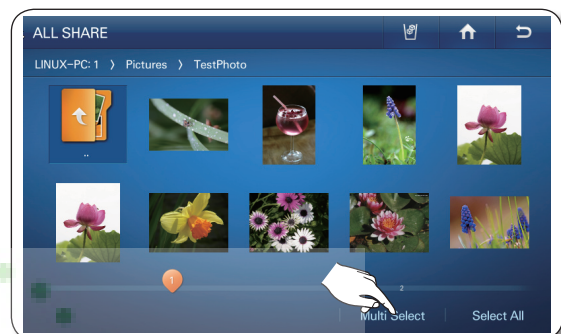 ALL SHARE
LINUX-PC: 1 > Pictures > TestPhoto
..
1
2
Multi Select
Select All